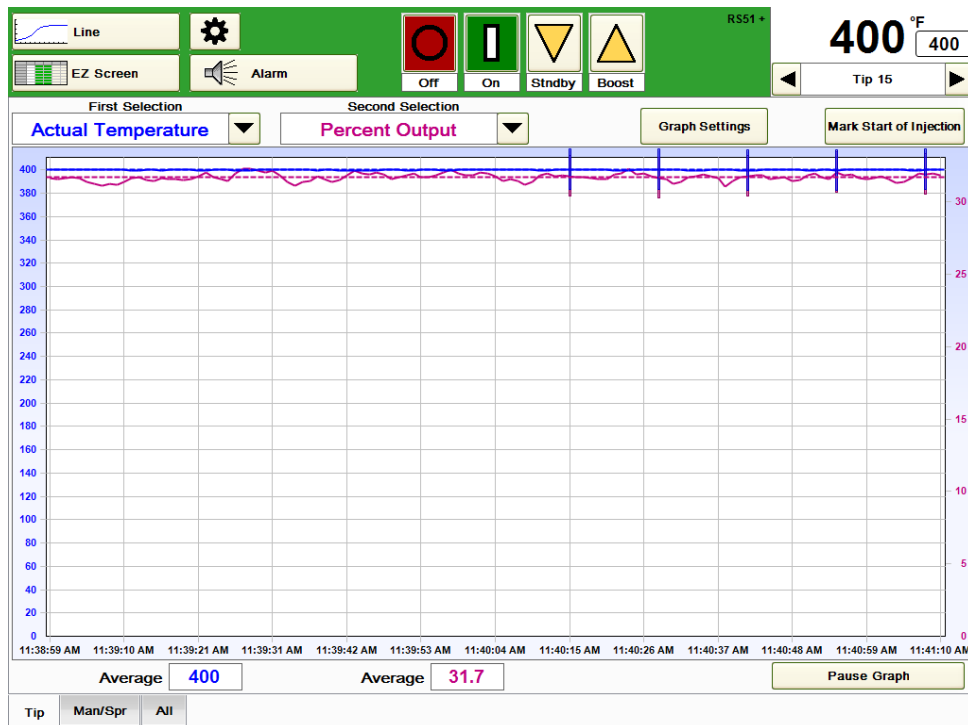 Line
EZ Screen
Alarm
Off
On
Stndby
Boost
RS51 +
400 °F
400
Tip 15
First Selection
Actual Temperature
Second Selection
Percent Output
Graph Settings
Mark Start of Injection
400
380
360
340
320
300
280
260
240
220
200
180
160
140
120
100
80
60
40
20
0
30
25
20
15
10
5
0
11:38:59 AM 11:39:10 AM 11:39:21 AM 11:39:31 AM 11:39:42 AM 11:39:53 AM 11:40:04 AM 11:40:15 AM 11:40:26 AM 11:40:37 AM 11:40:48 AM 11:40:59 AM 11:41:10 AM
Average 400
Average 31.7
Pause Graph
Tip
Man/Spr
All